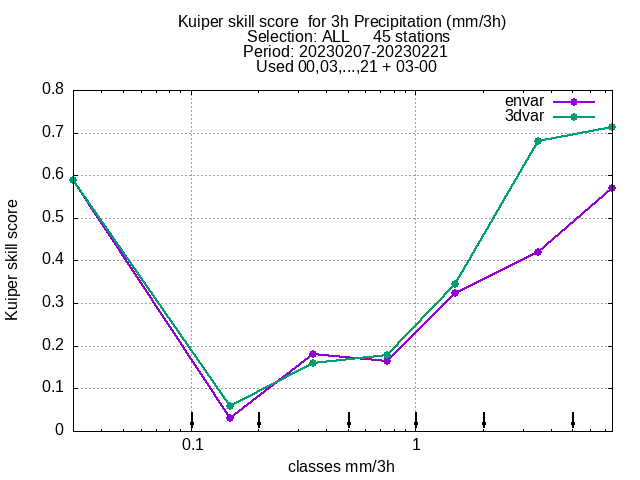 Kuiper skill score  for 3h Precipitation (mm/3h)
Selection: ALL     45 stations
Period: 20230207-20230221
Used 00,03,...,21 + 03-00
envar
3dvar
0.8
0.7
0.6
0.5
0.4
0.3
0.2
0.1
0
Kuiper skill score
0.1
1
classes mm/3h